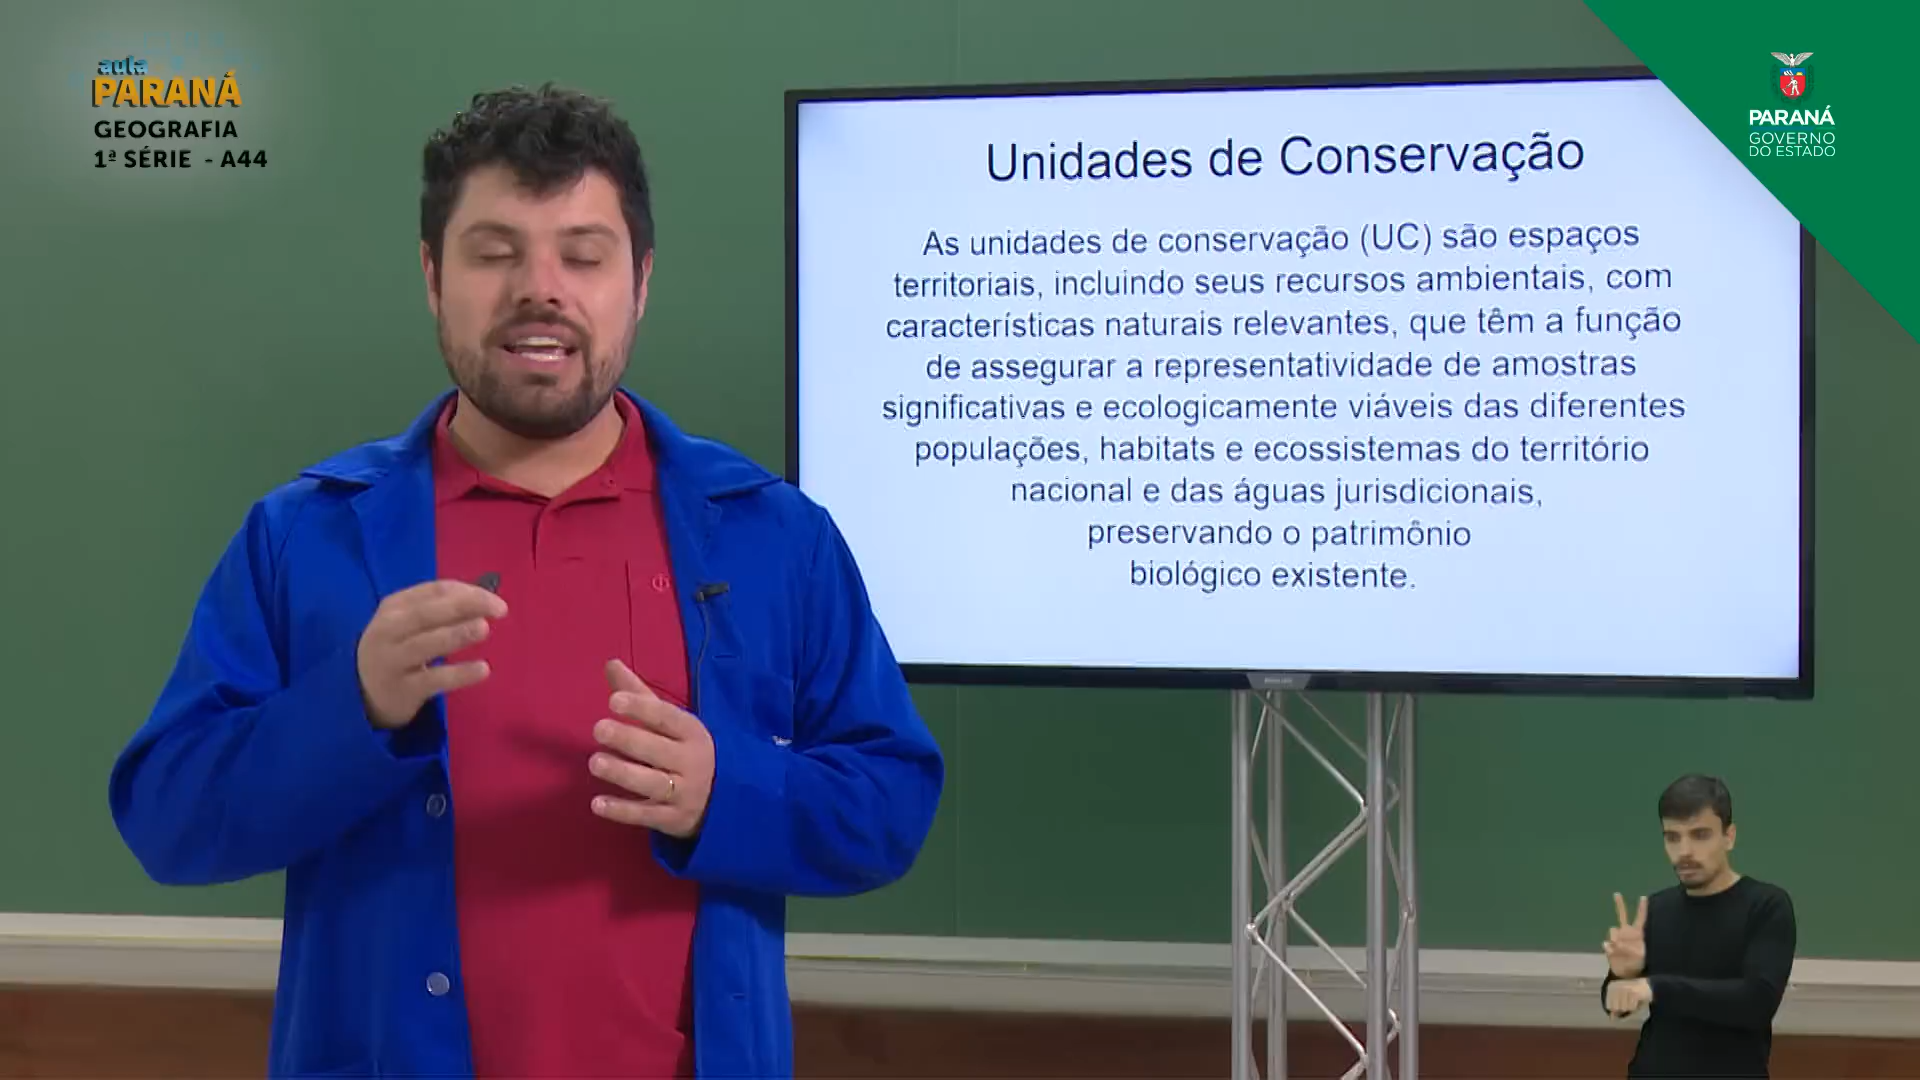 aula
PARANÁ
GEOGRAFIA
1ª SÉRIE - A44
PARANÁ
GOVERNO
DO ESTADO
Unidades de Conservação
As unidades de conservação (UC) são espaços
territoriais, incluindo seus recursos ambientais, com
características naturais relevantes, que têm a função
de assegurar a representatividade de amostras
significativas e ecologicamente viáveis das diferentes
populações, habitats e ecossistemas do território
nacional e das águas jurisdicionais,
preservando o patrimônio
biológico existente.